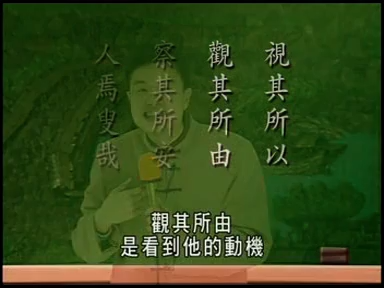 視其所以
觀其所由
察其所安
人焉叟哉
觀其所由
是看到他的動機